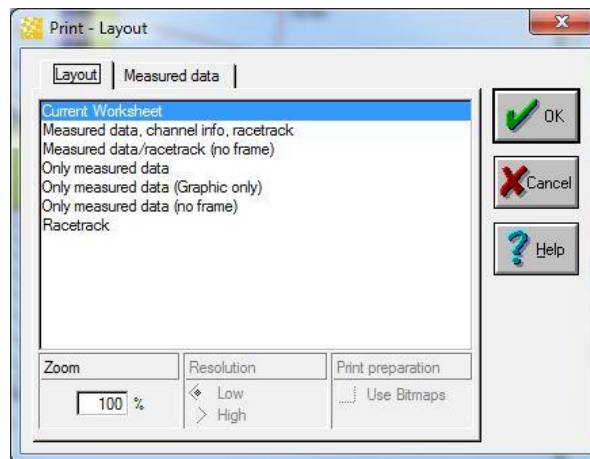 Print - Layout
Layout
Measured data
Current Worksheet
Measured data, channel info, racetrack
Measured data/racetrack (no frame)
Only measured data
Only measured data (Graphic only)
Only measured data (no frame)
Racetrack
OK
Cancel
Help
Zoom
100 %
Resolution
Low
High
Print preparation
Use Bitmaps